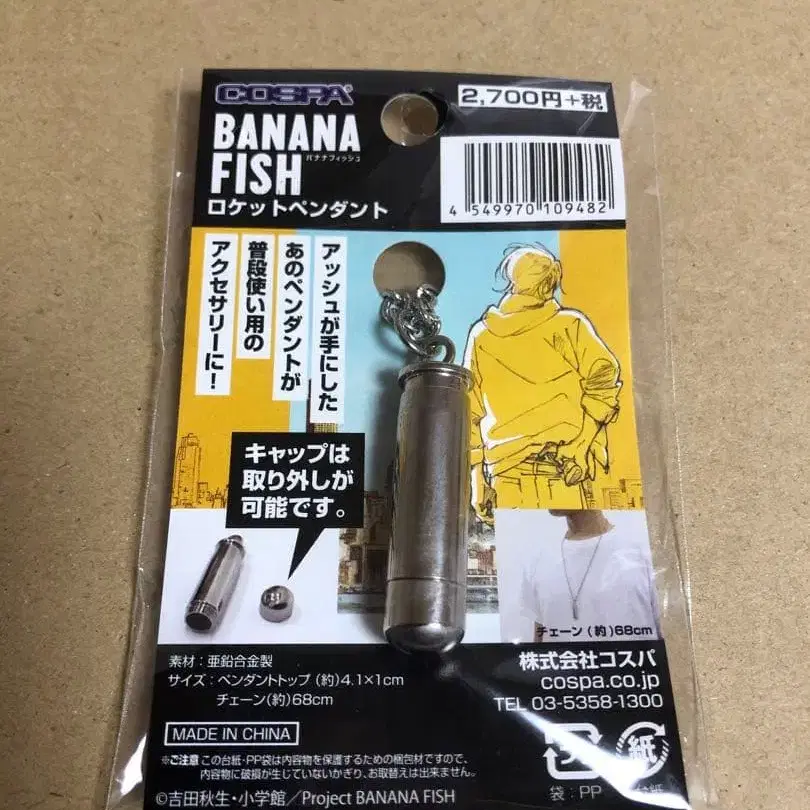 COSPA
2,700円+税
BANANA
FISH
バナナフィッシュ
ロケットペンダント
4 549970 109482
アッシュが手にした
あのペンダントが
普段使い用の
アクセサリーに!
キャップは
取り外しが
可能です。
チェーン(約)68cm
素材:亜鉛合金製
サイズ:ペンダントトップ(約)4.1×1cm
チェーン(約)68cm
MADE IN CHINA
株式会社コスパ
cospa.co.jp
TEL 03-5358-1300
※ご注意 この台紙・PP袋は内容物を保護するための梱包材ですので、
内容物に破損が生じていないかぎり、お取替えは出来ません。
プラ
紙
袋:PP
台紙
©吉田秋生・小学館/Project BANANA FISH